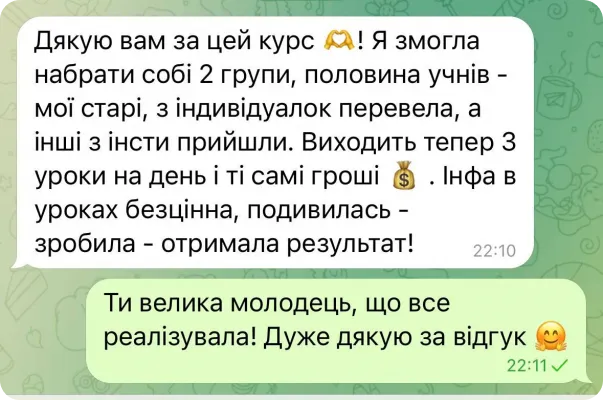 Дякую вам за цей курс 🫶! Я змогла
набрати собі 2 групи, половина учнів -
мої старі, з індивідуалок перевела, а
інші з інсти прийшли. Виходить тепер 3
уроки на день і ті самі гроші 💰 . Інфа в
уроках безцінна, подивилась -
зробила - отримала результат!
22:10
Ти велика молодець, що все
реалізувала! Дуже дякую за відгук 🤗
22:11